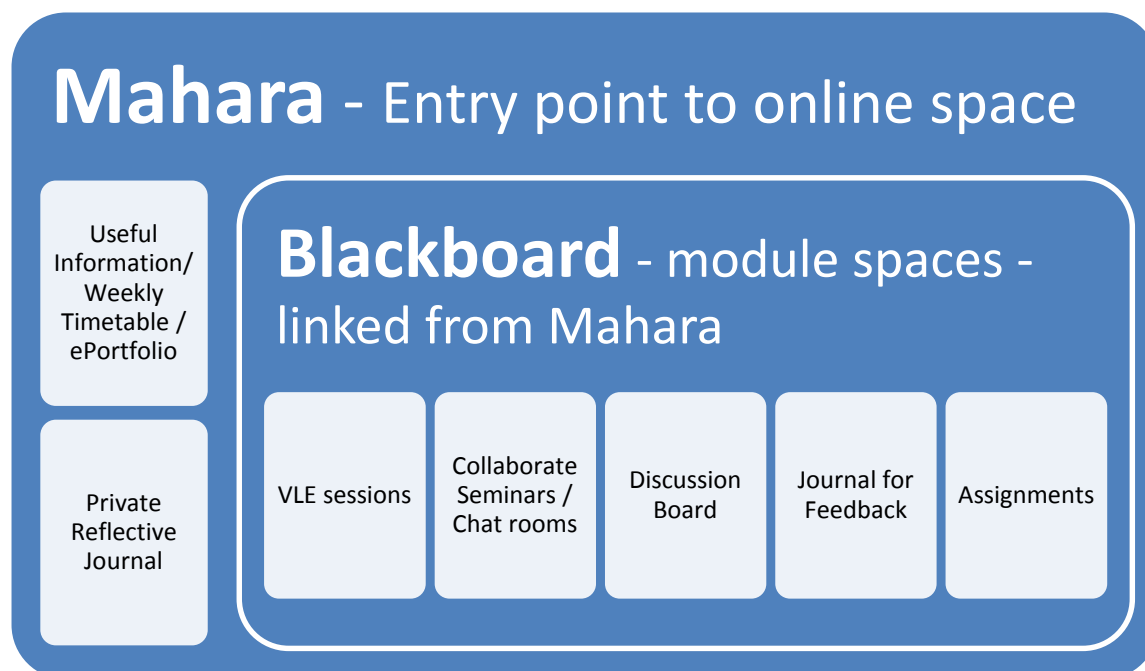 Mahara - Entry point to online space
Useful
Information/
Weekly
Timetable /
ePortfolio
Private
Reflective
Journal
Blackboard - module spaces -
linked from Mahara
VLE sessions
Collaborate
Seminars /
Chat rooms
Discussion
Board
Journal for
Feedback
Assignments